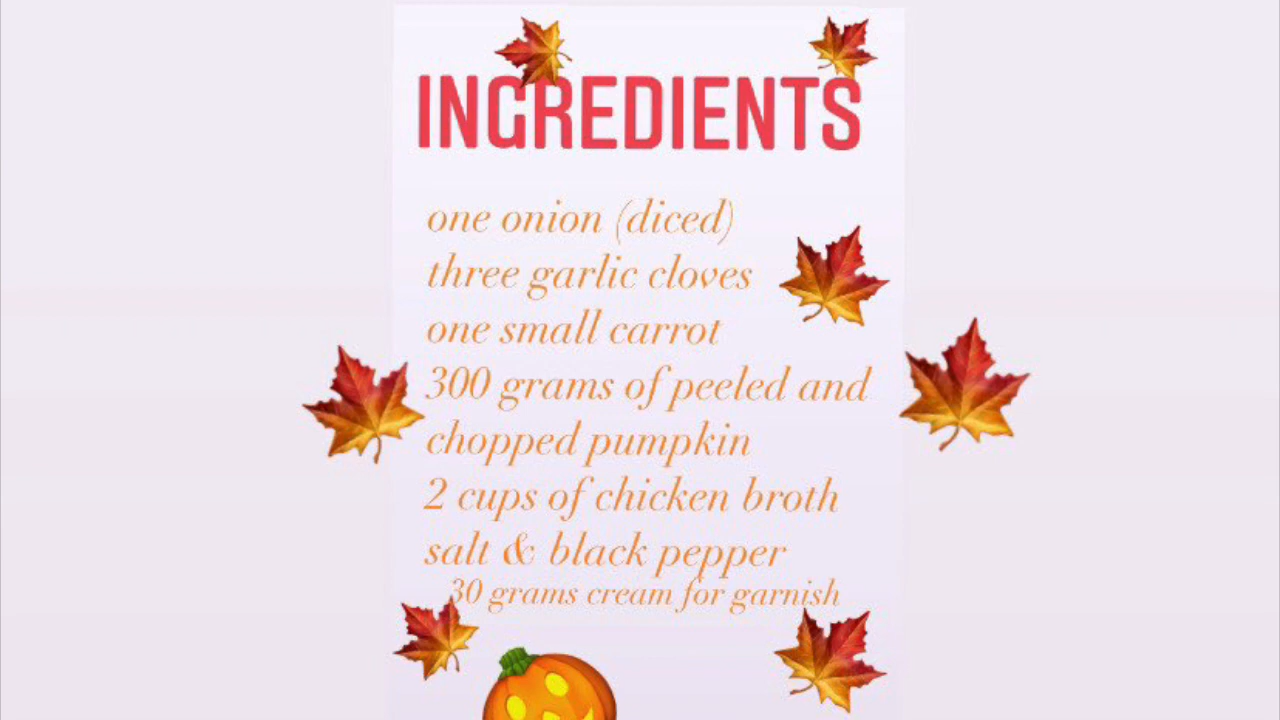 INGREDIENTS
one onion (diced)
three garlic cloves
one small carrot
300 grams of peeled and
chopped pumpkin
2 cups of chicken broth
salt & black pepper
30 grams cream for garnish